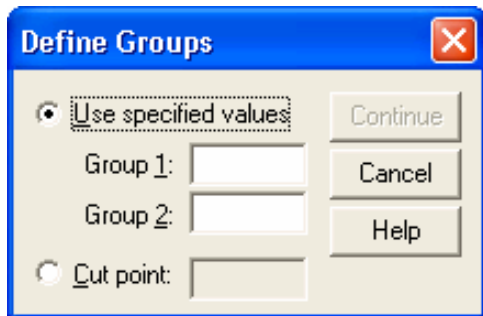 Define Groups
Use specified values
Continue
Group 1:
Cancel
Group 2:
Help
Cut point: